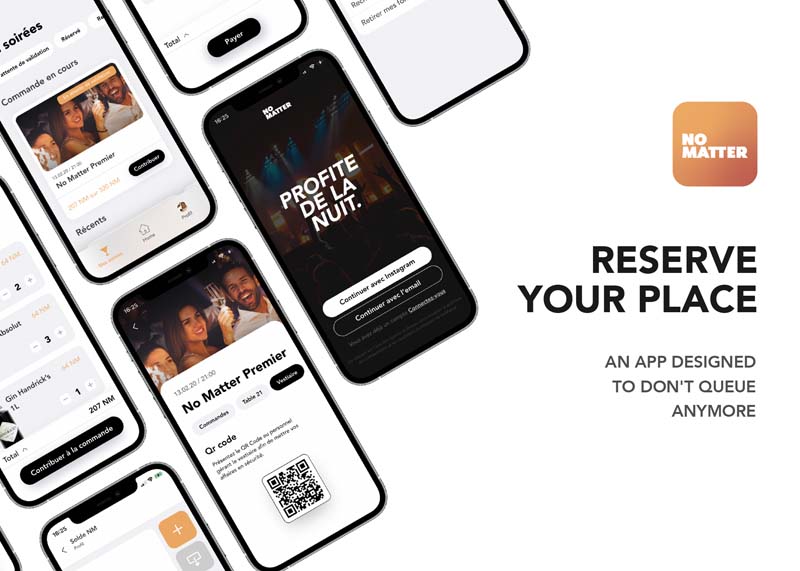 soirées
attente de validation
Réservé
Commande en cours
13.02.20 / 21:00
No Matter Premier
Contribuer
207 NM sur 320 NM
Récents
Mes soirées
Home
Profil
Total
Payer
Retirer mes
16:25
NO
MATTER
PROFITE
DE LA
NUIT.
Continuer avec Instagram
Continuer avec l'email
Vous avez déjà un compte Connectez-vous
64 NM
2
Absolut
64 NM
3
Gin Handrick's
1L
64 NM
1
Total
207 NM
Contribuer à la commande
16:25
13.02.20 / 21:00
No Matter Premier
Commandes
Table 21
Vestiaire
Qr code
Présentez le QR Code au personnel
gérant le vestiaire afin de mettre vos
affaires en sécurité.
16:25
Solde NM
Profil
NO
MATTER
RESERVE
YOUR PLACE
AN APP DESIGNED
TO DON'T QUEUE
ANYMORE